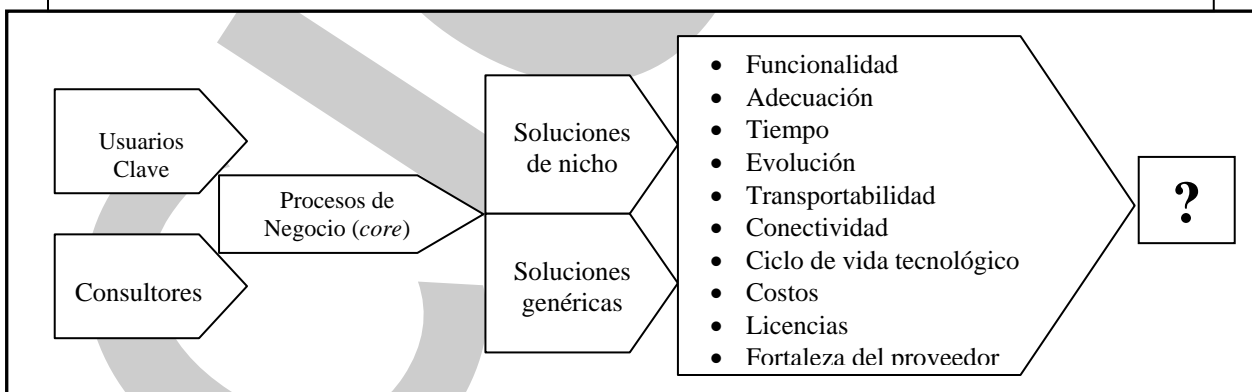 Usuarios
Clave
Consultores
Procesos de
Negocio (core)
Soluciones
de nicho
Soluciones
genéricas
• Funcionalidad
• Adecuación
• Tiempo
• Evolución
• Transportabilidad
• Conectividad
• Ciclo de vida tecnológico
• Costos
• Licencias
• Fortaleza del proveedor
?